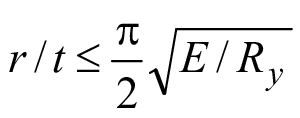 r / t ≤ π/2 √(E / R_y)